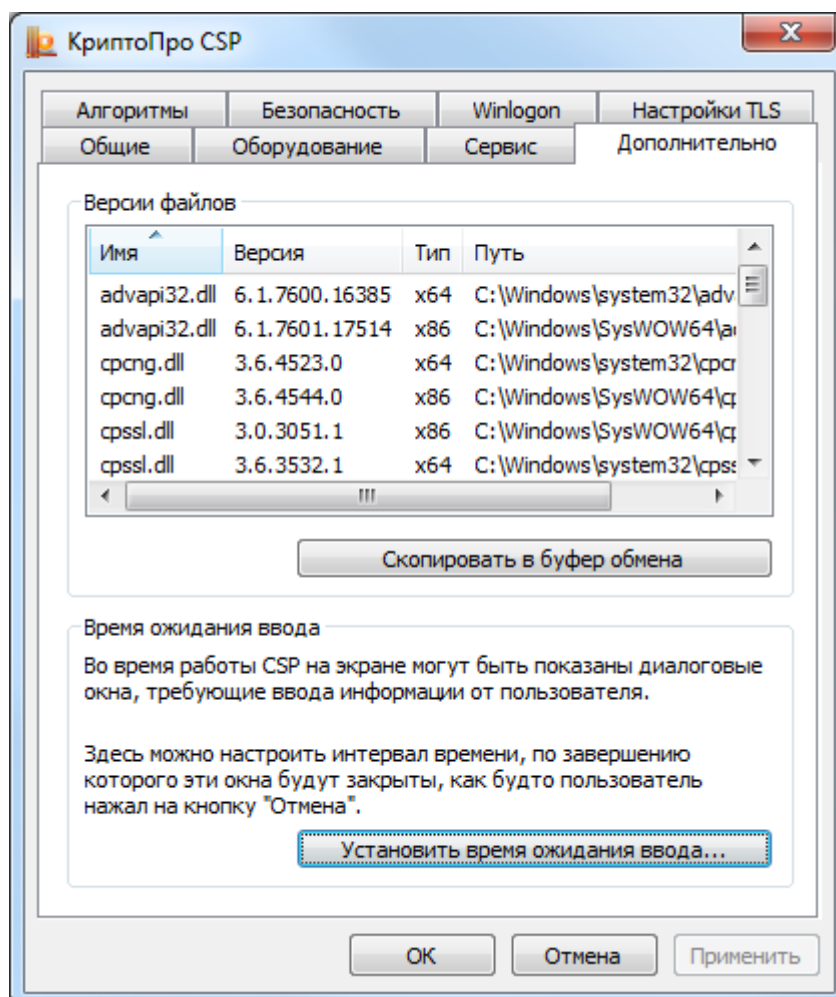 КриптоПро CSP
Алгоритмы Безопасность Winlogon Настройки TLS
Общие Оборудование Сервис Дополнительно
Версии файлов
Имя Версия Тип Путь
advapi32.dll 6.1.7600.16385 x64 C:\Windows\system32\adv
advapi32.dll 6.1.7601.17514 x86 C:\Windows\SysWOW64\a
cpcng.dll 3.6.4523.0 x64 C:\Windows\system32\cpc
cpcng.dll 3.6.4544.0 x86 C:\Windows\SysWOW64\c
cpssl.dll 3.0.3051.1 x86 C:\Windows\SysWOW64\c
cpssl.dll 3.6.3532.1 x64 C:\Windows\system32\cpss
Скопировать в буфер обмена
Время ожидания ввода
Во время работы CSP на экране могут быть показаны диалоговые
окна, требующие ввода информации от пользователя.
Здесь можно настроить интервал времени, по завершению
которого эти окна будут закрыты, как будто пользователь
нажал на кнопку "Отмена".
Установить время ожидания ввода...
ОК Отмена Применить